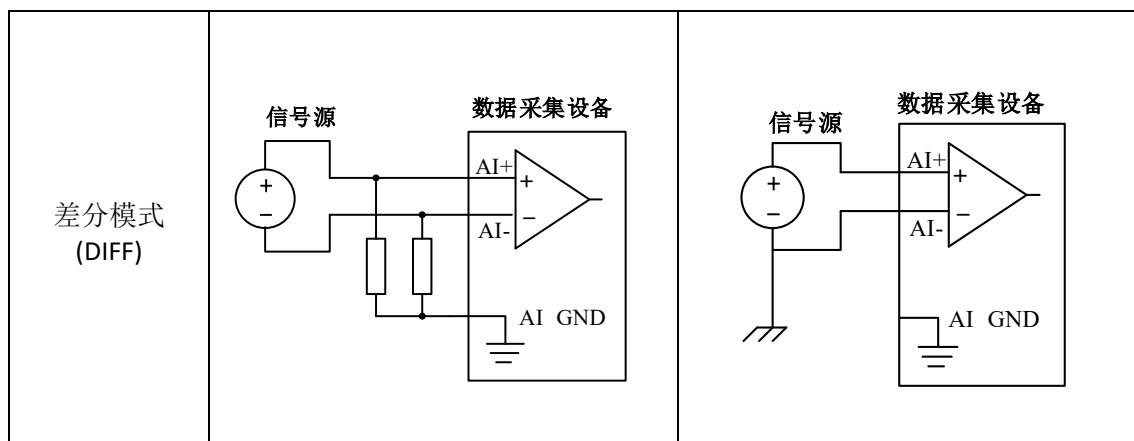 差分模式
(DIFF)
信号源
数据采集设备
+
−
AI+
+
−
AI-
AI GND
信号源
数据采集设备
+
−
AI+
+
−
AI-
AI GND